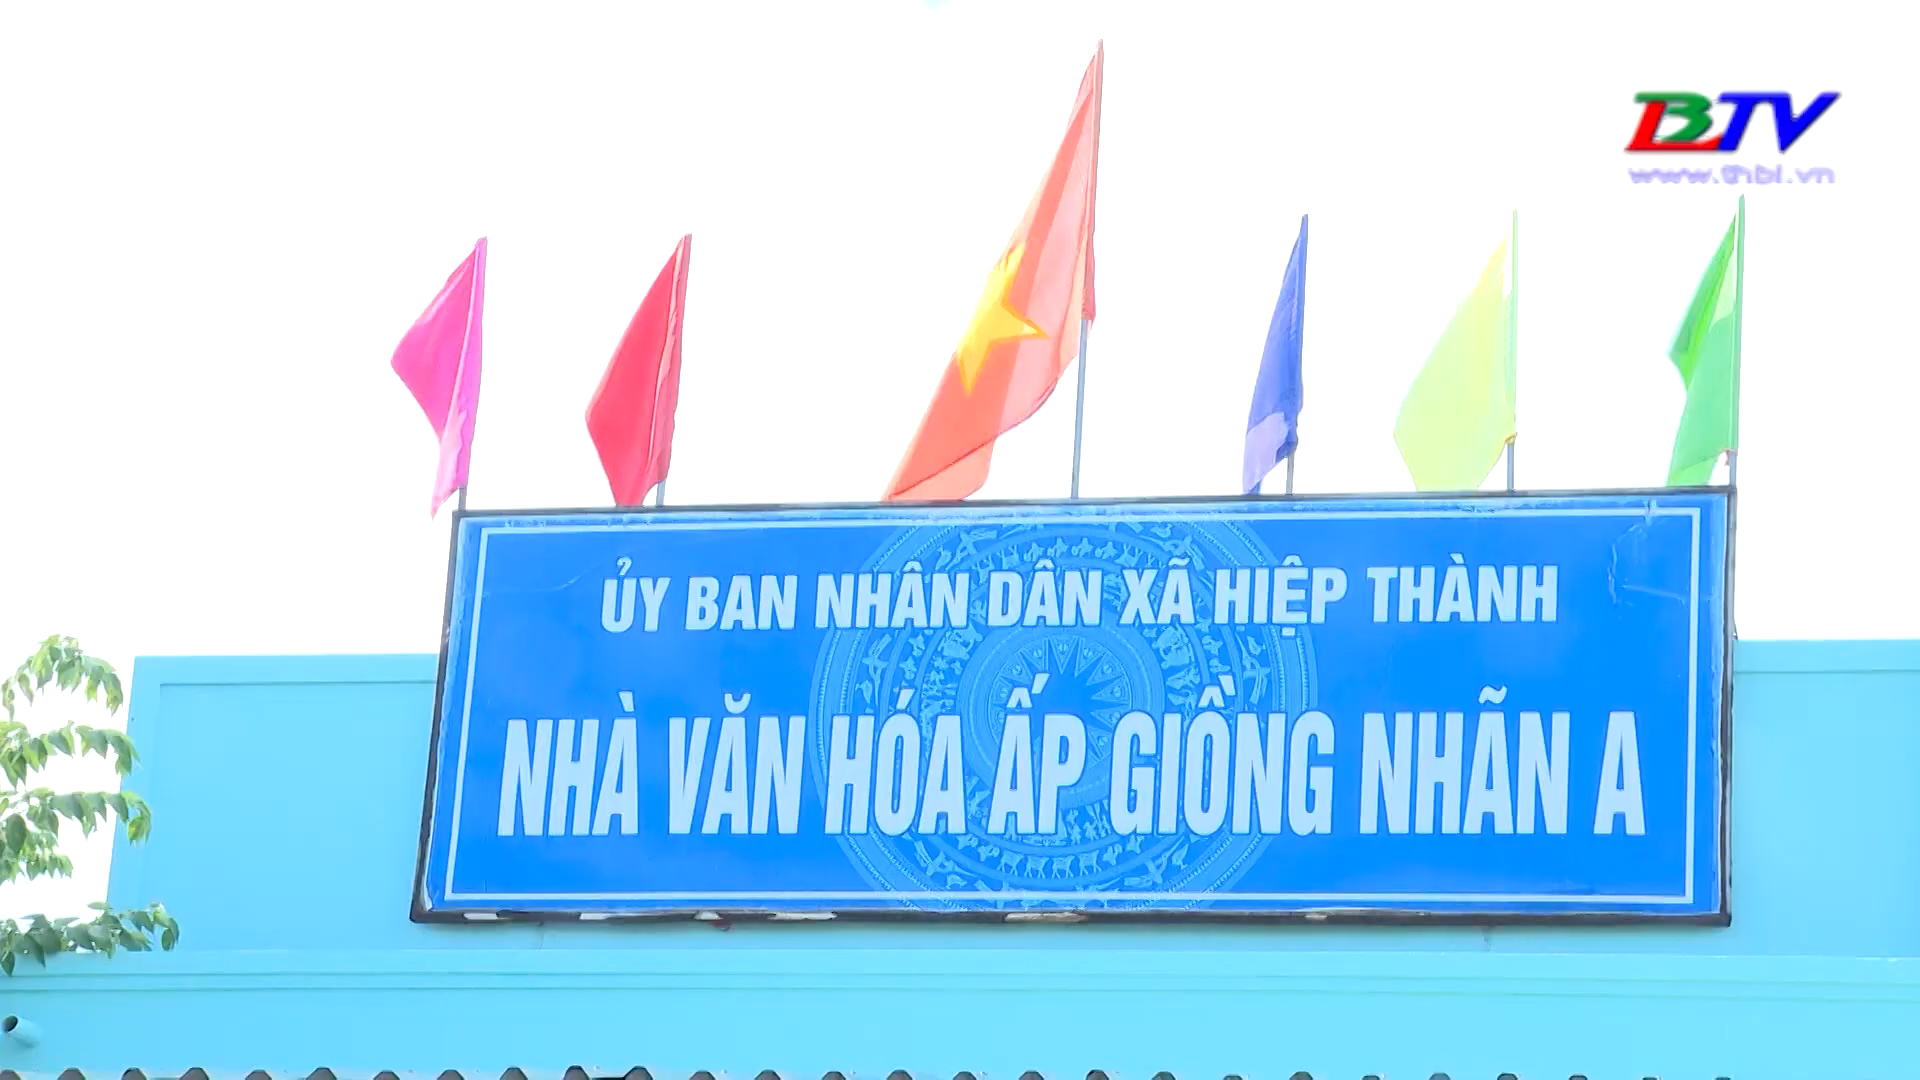 BTV
www.thbl.vn
ỦY BAN NHÂN DÂN XÃ HIỆP THÀNH
NHÀ VĂN HÓA ẤP GIỒNG NHÃN A